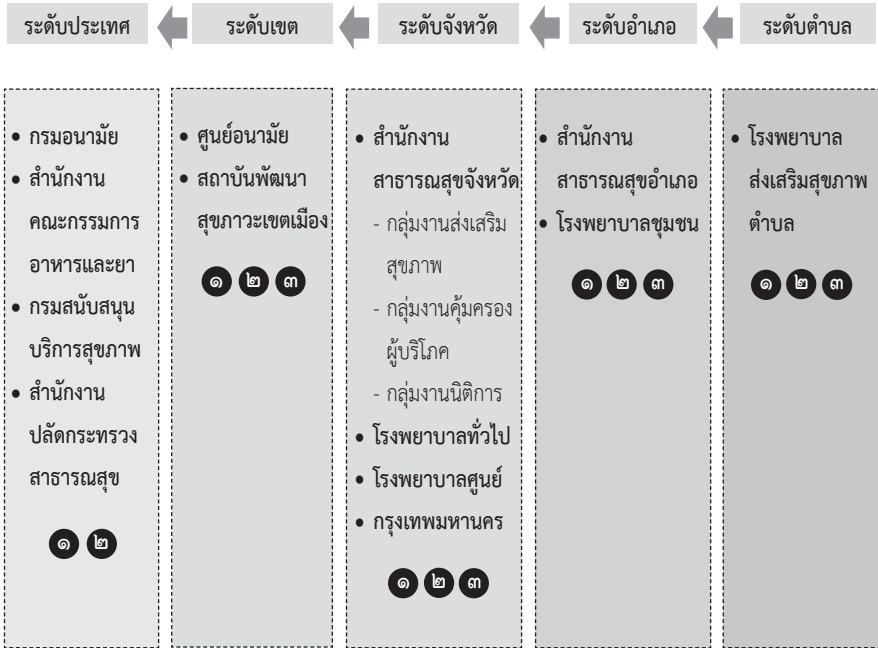 ระดับประเทศ
ระดับเขต
ระดับจังหวัด
ระดับอำเภอ
ระดับตำบล
• กรมอนามัย
• สำนักงาน
คณะกรรมการ
อาหารและยา
• กรมสนับสนุน
บริการสุขภาพ
• สำนักงาน
ปลัดกระทรวง
สาธารณสุข
๑ ๒
• ศูนย์อนามัย
• สถาบันพัฒนา
สุขภาวะเขตเมือง
๑ ๒ ๓
• สำนักงาน
สาธารณสุขจังหวัด
- กลุ่มงานส่งเสริม
สุขภาพ
- กลุ่มงานคุ้มครอง
ผู้บริโภค
- กลุ่มงานนิติการ
• โรงพยาบาลทั่วไป
• โรงพยาบาลศูนย์
• กรุงเทพมหานคร
๑ ๒ ๓
• สำนักงาน
สาธารณสุขอำเภอ
• โรงพยาบาลชุมชน
๑ ๒ ๓
• โรงพยาบาล
ส่งเสริมสุขภาพ
ตำบล
๑ ๒ ๓